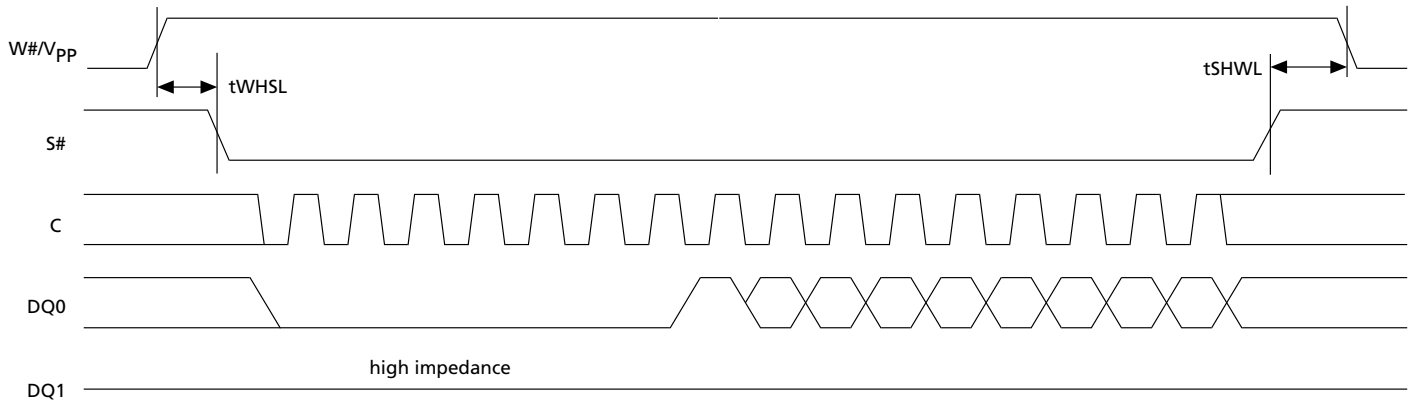 W#/VPP
tWHSL
tSHWL
S#
C
DQ0
high impedance
DQ1